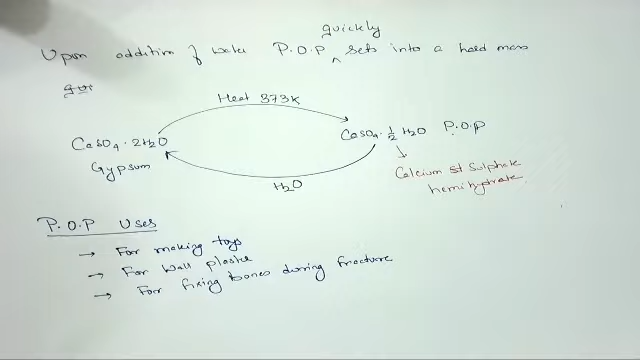 quickly
Upon addition of water P.O.P ^ sets into a hard mass
Heat 373K
CaSO4 · 2H2O
CaSO4 · 1/2 H2O P.O.P
Gypsum
H2O
Calcium Sulphate
hemihydrate
P.O.P Uses
→ For making toys
→ For wall plaster
→ For fixing bones during fracture